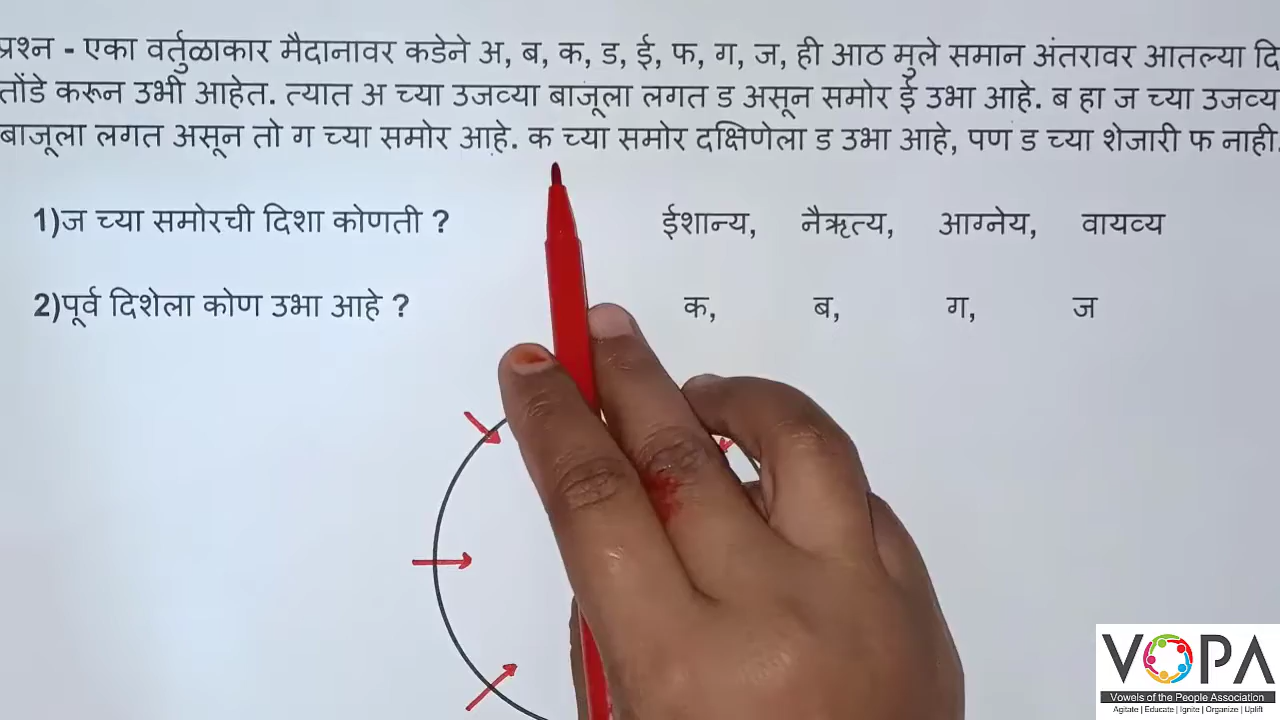 प्रश्न - एका वर्तुळाकार मैदानावर कडेने अ, ब, क, ड, ई, फ, ग, ज, ही आठ मुले समान अंतरावर आतल्या दि
तोंडे करून उभी आहेत. त्यात अ च्या उजव्या बाजूला लगत ड असून समोर ई उभा आहे. ब हा ज च्या उजव्य
बाजूला लगत असून तो ग च्या समोर आहे. क च्या समोर दक्षिणेला ड उभा आहे, पण ड च्या शेजारी फ नाही.
1)ज च्या समोरची दिशा कोणती ? ईशान्य, नैऋत्य, आग्नेय, वायव्य
2)पूर्व दिशेला कोण उभा आहे ? क, ब, ग, ज
VOPA
Vowels of the People Association
Agitate | Educate | Ignite | Organize | Uplift